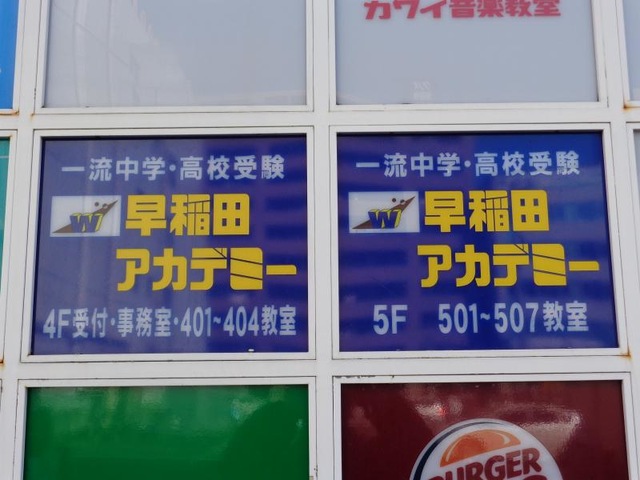 カワイ音楽教室
一流中学・高校受験
W
早稲田
アカデミー
4F受付・事務室・401~404教室
一流中学・高校受験
W
早稲田
アカデミー
5F 501~507教室
BURGER